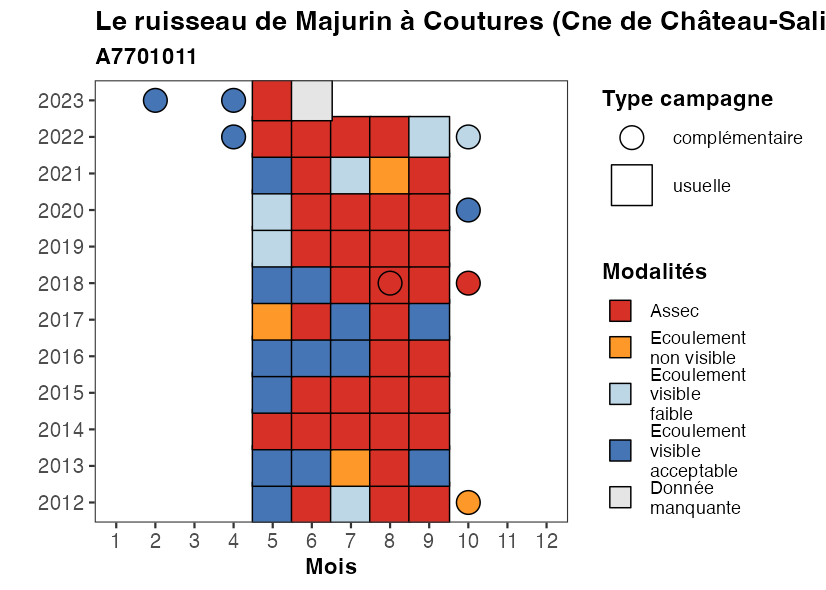 Le ruisseau de Majurin à Coutures (Cne de Château-Sali
A7701011
2023
2022
2021
2020
2019
2018
2017
2016
2015
2014
2013
2012
1 2 3 4 5 6 7 8 9 10 11 12
Mois
Type campagne
complémentaire
usuelle
Modalités
Assec
Ecoulement
non visible
Ecoulement
visible
faible
Ecoulement
visible
acceptable
Donnée
manquante